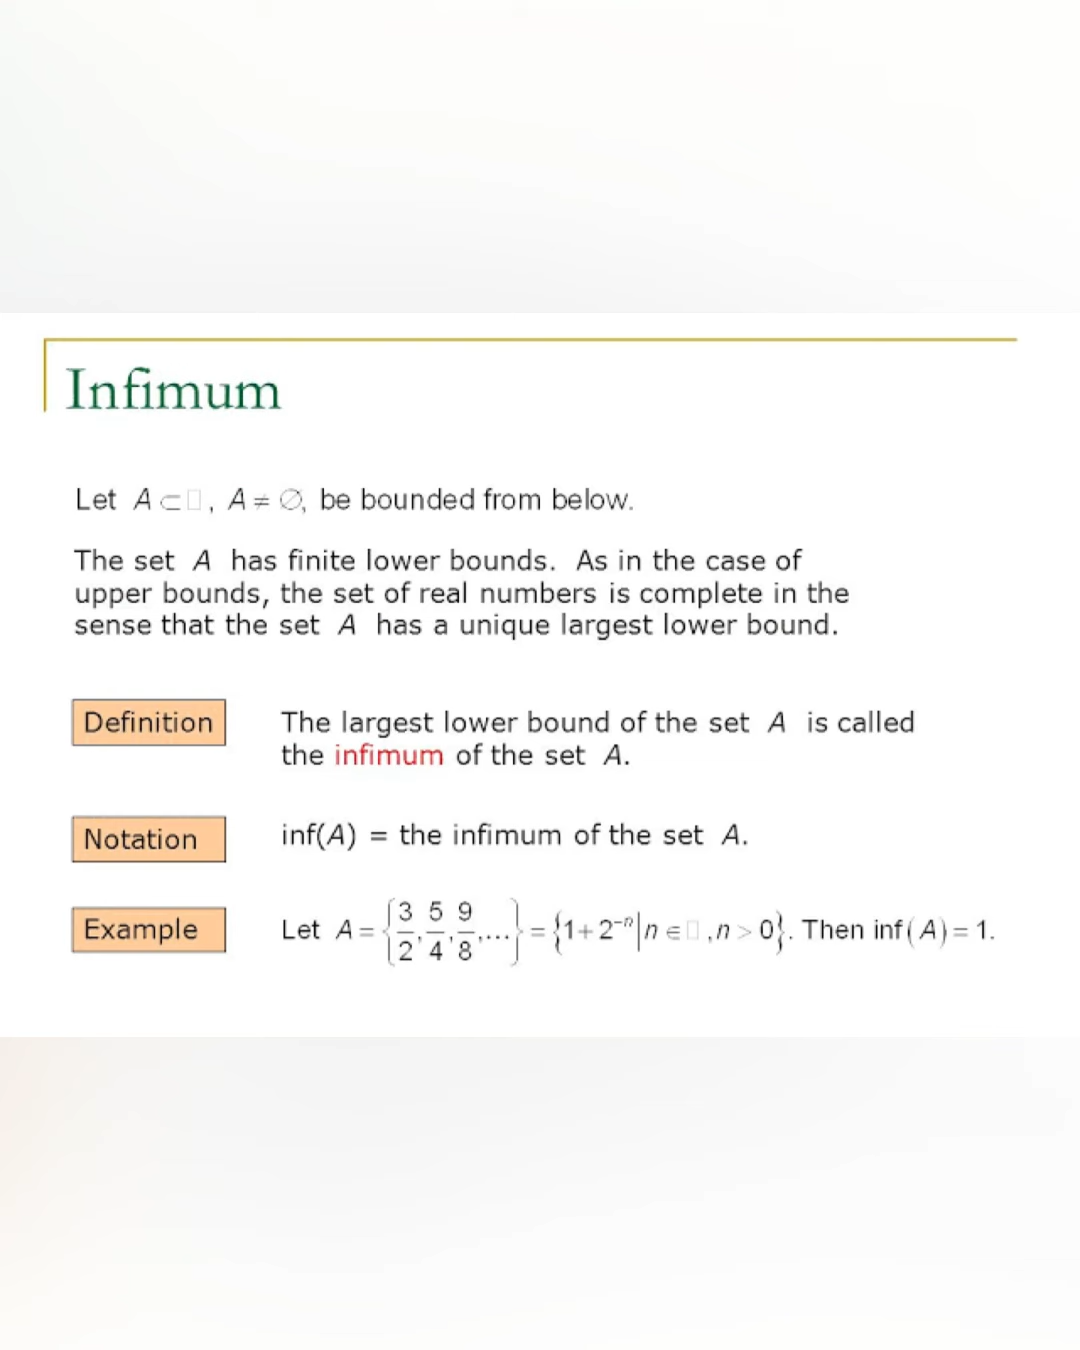 Infimum
Let A ⊂ □, A ≠ ∅, be bounded from below.
The set A has finite lower bounds. As in the case of
upper bounds, the set of real numbers is complete in the
sense that the set A has a unique largest lower bound.
Definition
The largest lower bound of the set A is called
the infimum of the set A.
Notation
inf(A) = the infimum of the set A.
Example
Let A = {3/2, 5/4, 9/8, ...} = {1+2⁻ⁿ|n ∈ □, n > 0}. Then inf(A) = 1.